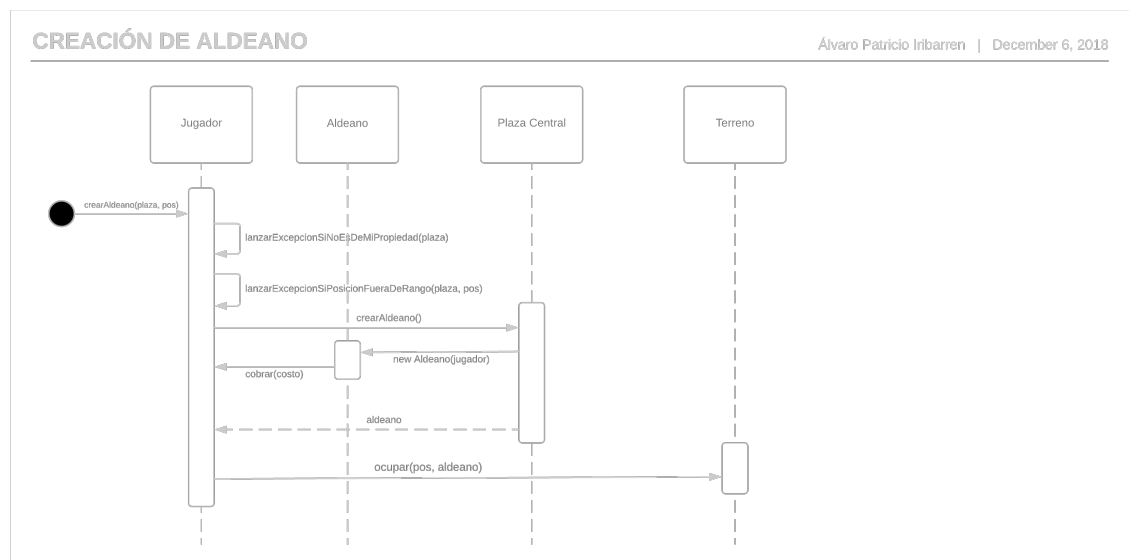 CREACIÓN DE ALDEANO
Álvaro Patricio Iribarren | December 6, 2018
Jugador
Aldeano
Plaza Central
Terreno
crearAldeano(plaza, pos)
lanzarExcepcionSiNoEsDeMiPropiedad(plaza)
lanzarExcepcionSiPosicionFueraDeRango(plaza, pos)
crearAldeano()
new Aldeano(jugador)
cobrar(costo)
aldeano
ocupar(pos, aldeano)